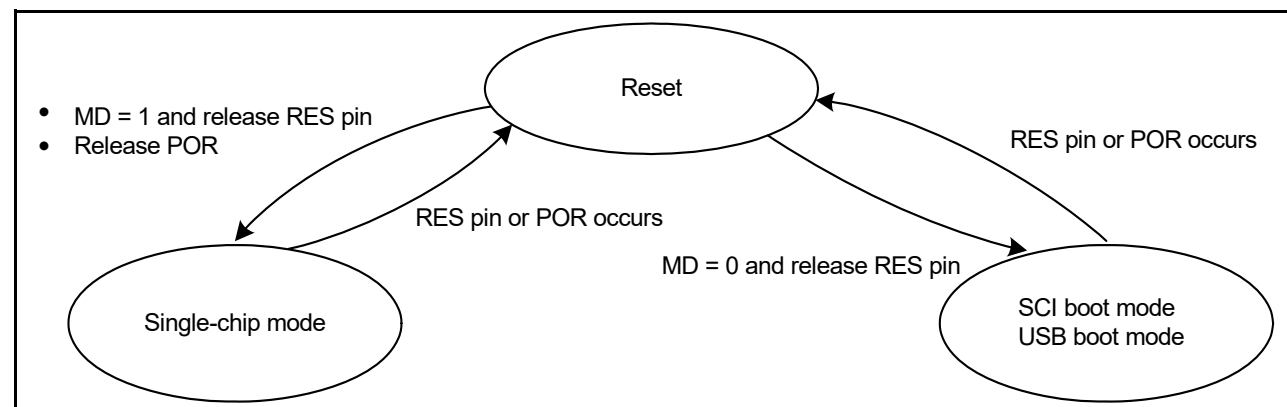 Reset
• MD = 1 and release RES pin
• Release POR
RES pin or POR occurs
RES pin or POR occurs
MD = 0 and release RES pin
Single-chip mode
SCI boot mode
USB boot mode